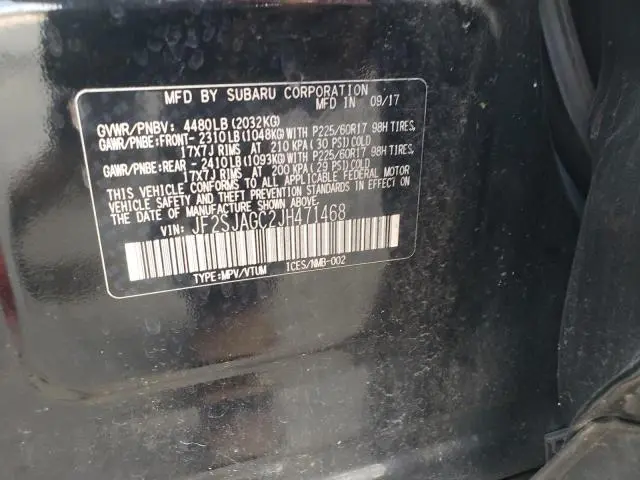 MFD BY SUBARU CORPORATION
MFD IN 09/17
GVWR/PNBV: 4480LB(2032KG)
GAWR/PNBE:FRONT- 2310LB(1048KG)WITH P225/60R17 98H TIRES,
17X7J RIMS AT 210 KPA(30 PSI)COLD
GAWR/PNBE:REAR - 2410LB(1093KG)WITH P225/60R17 98H TIRES,
17X7J RIMS AT 200 KPA(29 PSI)COLD
THIS VEHICLE CONFORMS TO ALL APPLICABLE FEDERAL MOTOR
VEHICLE SAFETY AND THEFT PREVENTION STANDARDS IN
EFFECT ON THE DATE OF MANUFACTURE SHOWN ABOVE.
VIN: JF2SJAGC2JH471468
TYPE:MPV/VTUM ICES/NMB-002